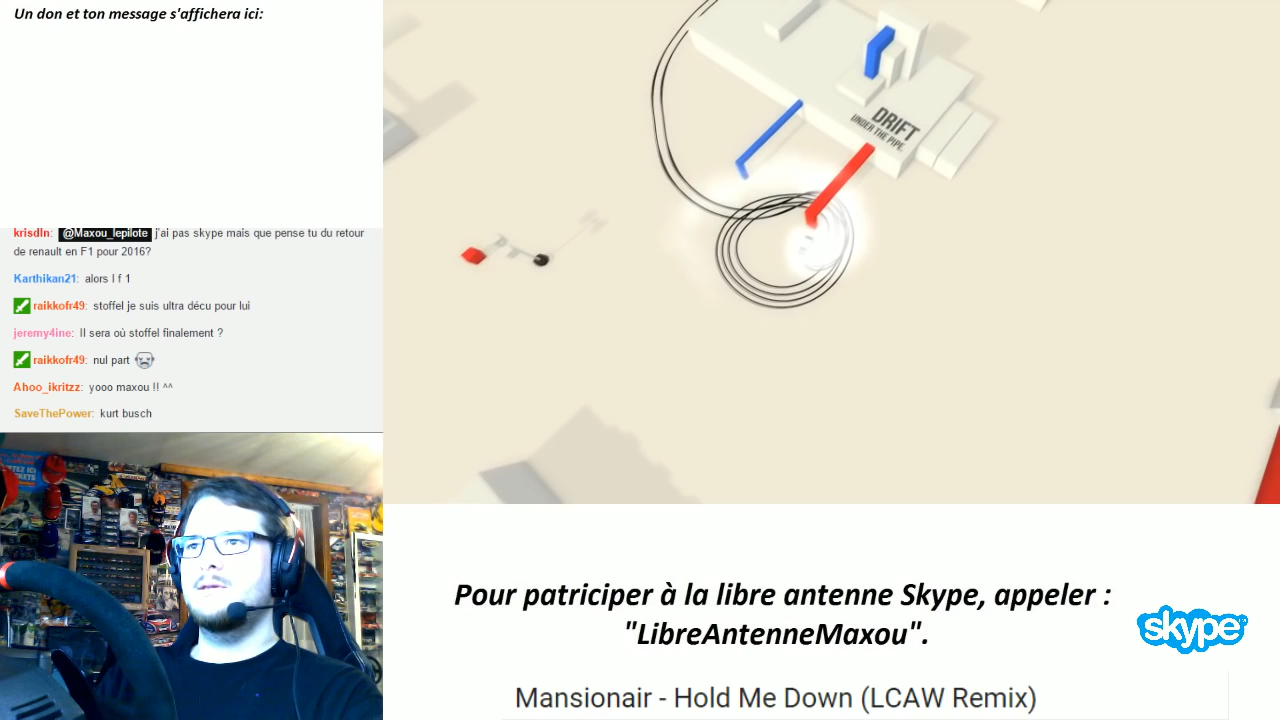 Un don et ton message s'affichera ici:
krisdln: @Maxou_lepilote j'ai pas skype mais que pense tu du retour
de renault en F1 pour 2016?
Karthikan21: alors l f 1
raikkofr49: stoffel je suis ultra décu pour lui
jeremy4ine: Il sera où stoffel finalement ?
raikkofr49: nul part
Ahoo_ikritzz: yooo maxou !! ^^
SaveThePower: kurt busch
DRIFT
UNDER THE PIPE
Pour patriciper à la libre antenne Skype, appeler :
"LibreAntenneMaxou".
skype
Mansionair - Hold Me Down (LCAW Remix)